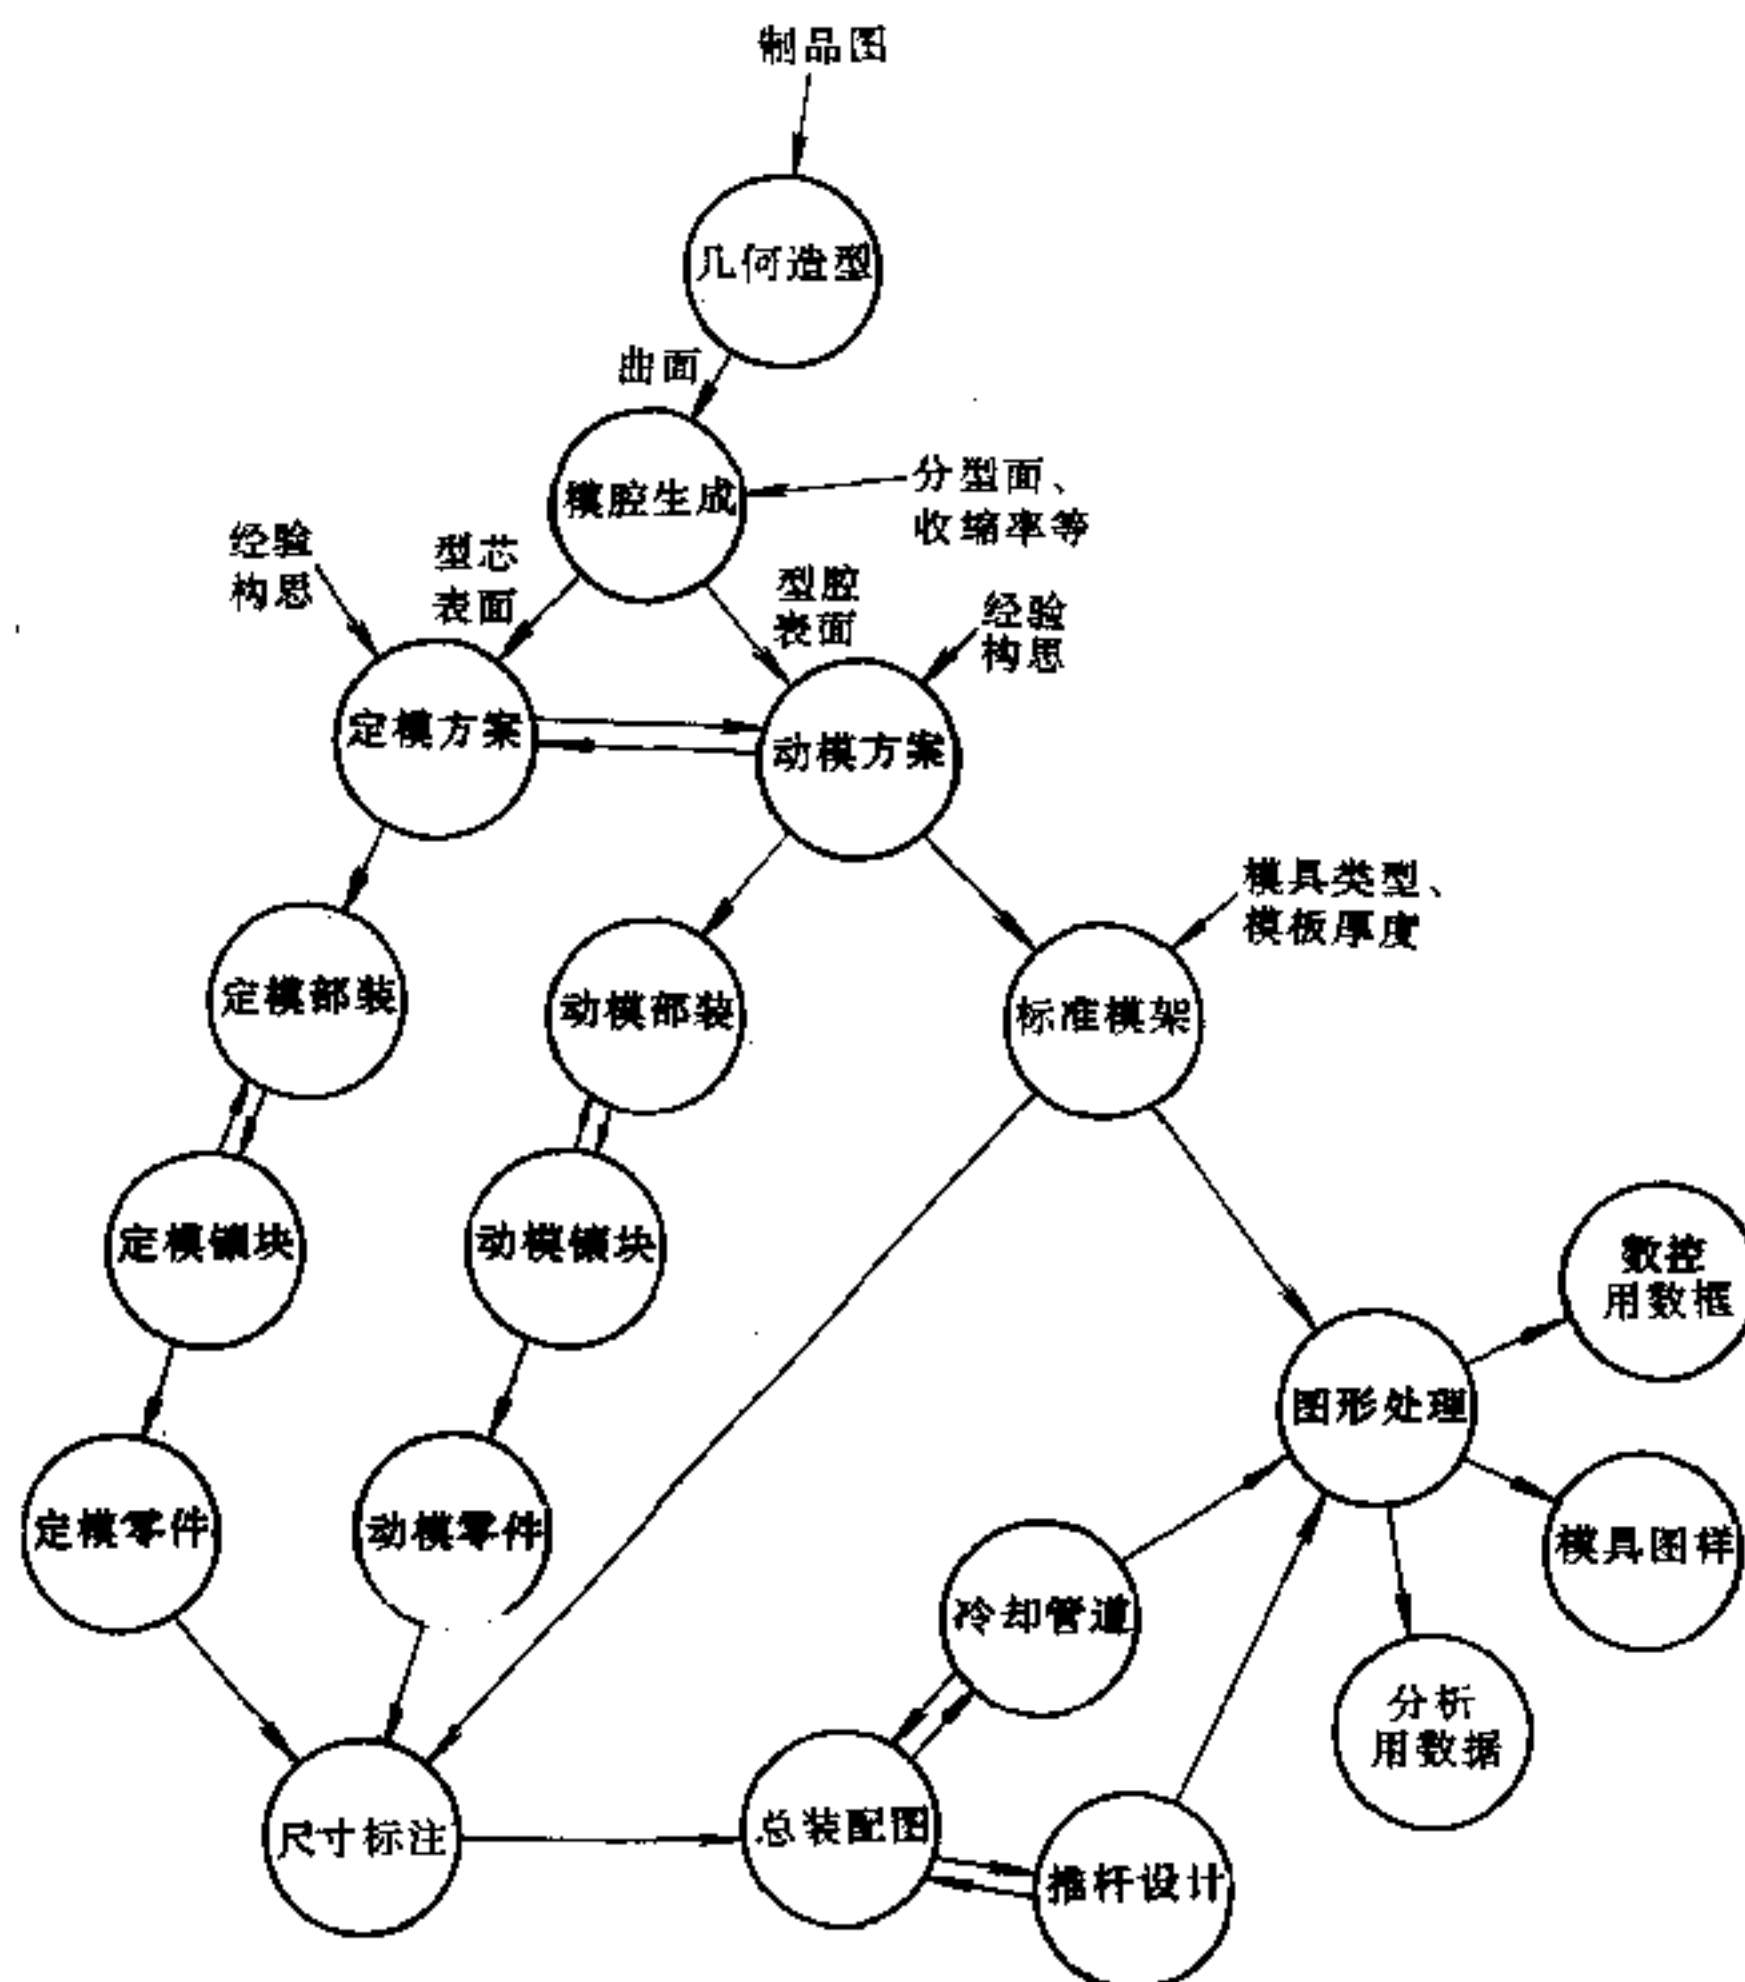 制品图
几何造型
曲面
模腔生成
分型面、
收缩率等
经验
构思
型芯
表面
型腔
表面
经验
构思
定模方案
动模方案
模具类型、
模板厚度
定模部装
动模部装
标准模架
定模镶块
动模镶块
数控
用数框
图形处理
定模零件
动模零件
模具图样
冷却管道
分析
用数据
尺寸标注
总装配图
推杆设计